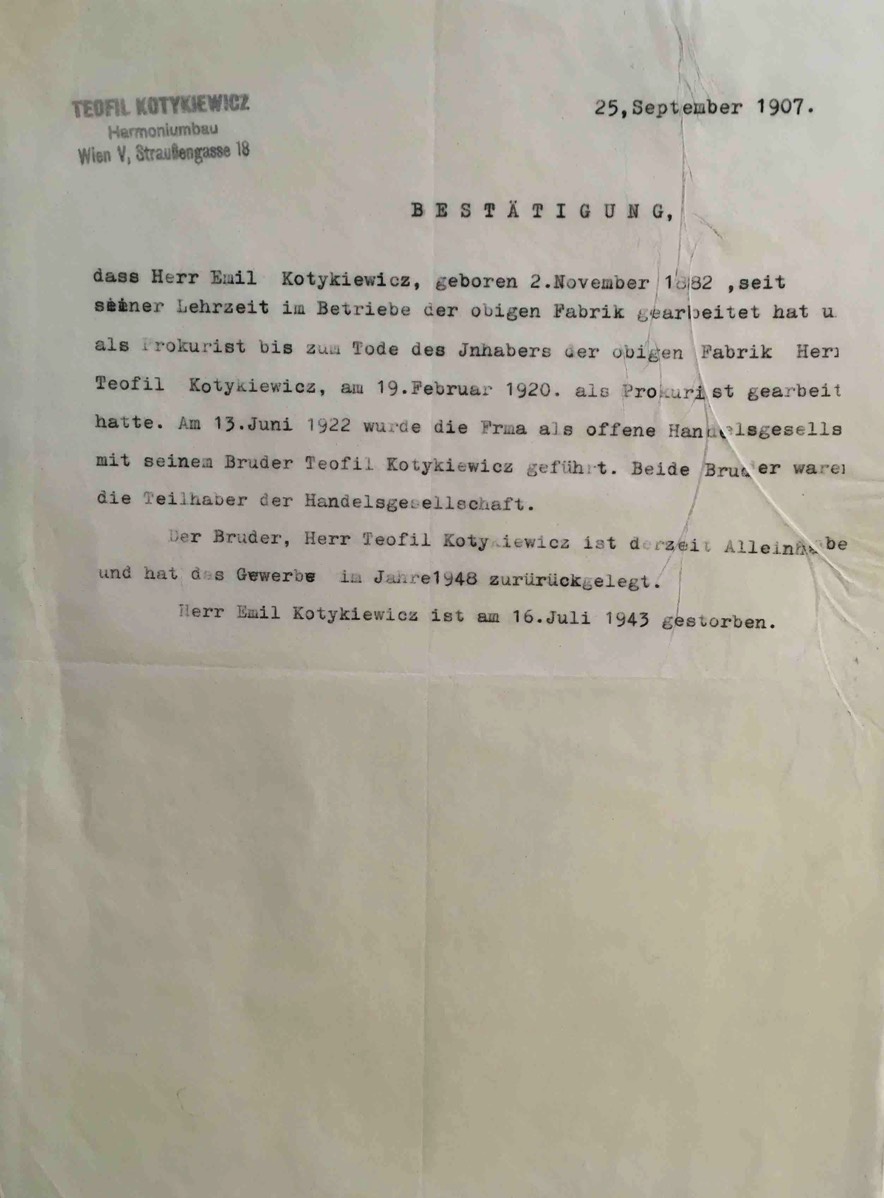 TEOFIL KOTYKIEWICZ
Harmoniumbau
Wien V, Straußengasse 18
25,September 1907.
BESTÄTIGUNG,
dass Herr Emil Kotykiewicz, geboren 2.November 1882 ,seit
seiner Lehrzeit im Betriebe der obigen Fabrik gearbeitet hat u
als Prokurist bis zum Tode des Jnhabers der obigen Fabrik Herr
Teofil Kotykiewicz, am 19.Februar 1920. als Prokurist gearbeit
hatte. Am 13.Juni 1922 wurde die Frma als offene Handelsgesells
mit seinem Bruder Teofil Kotykiewicz geführt. Beide Bruder waren
die Teilhaber der Handelsgesellschaft.
Der Bruder, Herr Teofil Kotykiewicz ist derzeit Alleinhabe
und hat das Gewerbe im Jahre1948 zurürückgelegt.
Herr Emil Kotykiewicz ist am 16.Juli 1943 gestorben.